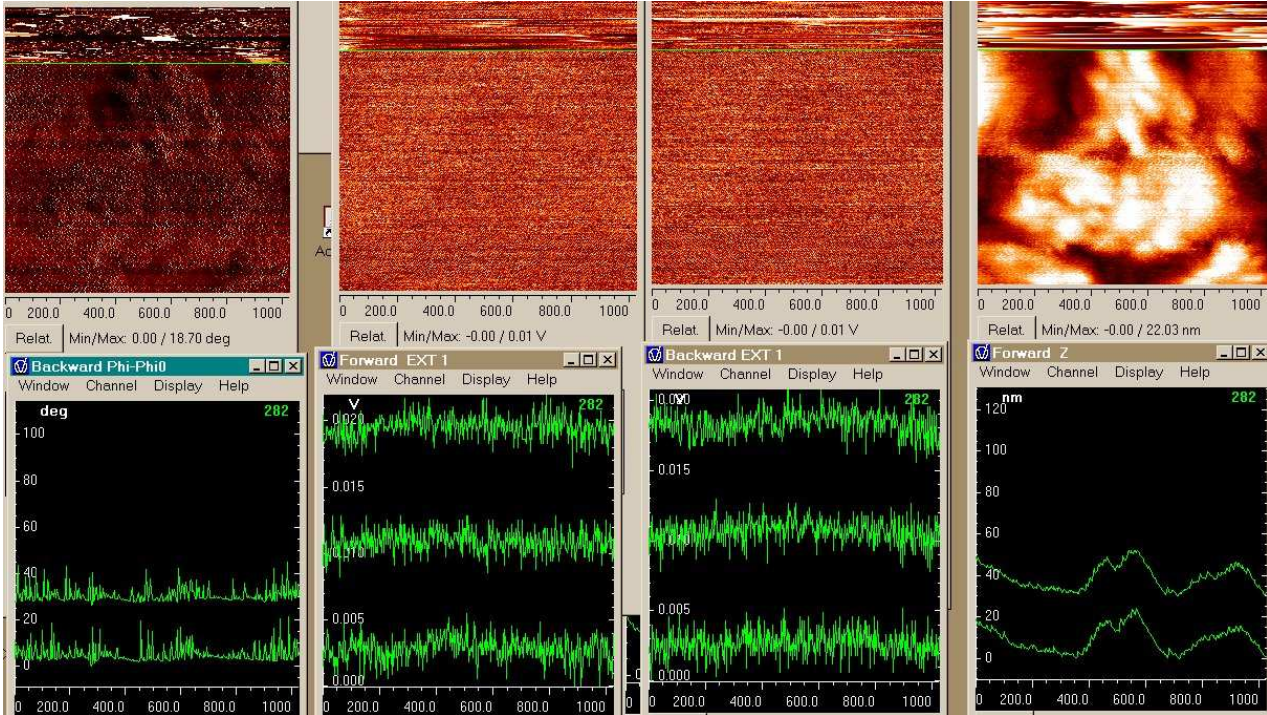 0 200.0 400.0 600.0 800.0 1000
Relat. Min/Max: 0.00 / 18.70 deg
200.0 400.0 600.0 800.0 1000
Relat. Min/Max: -0.00 / 0.01 V
200.0 400.0 600.0 800.0 1000
Relat. Min/Max: -0.00 / 0.01 V
0 200.0 400.0 600.0 800.0 1000
Relat. Min/Max: -0.00 / 22.03 nm
Ac
Backward Phi-Phi0
Window Channel Display Help
deg 282
100
80
60
40
20
0
0 200.0 400.0 600.0 800.0 1000
Forward EXT 1
Window Channel Display Help
V 282
0.020
0.015
0.010
0.005
0.000
0 200.0 400.0 600.0 800.0 1000
Backward EXT 1
Window Channel Display Help
V 282
0.020
0.015
0.010
0.005
0.000
0 200.0 400.0 600.0 800.0 1000
Forward Z
Window Channel Display Help
nm 282
120
100
80
60
40
20
0
0 200.0 400.0 600.0 800.0 1000